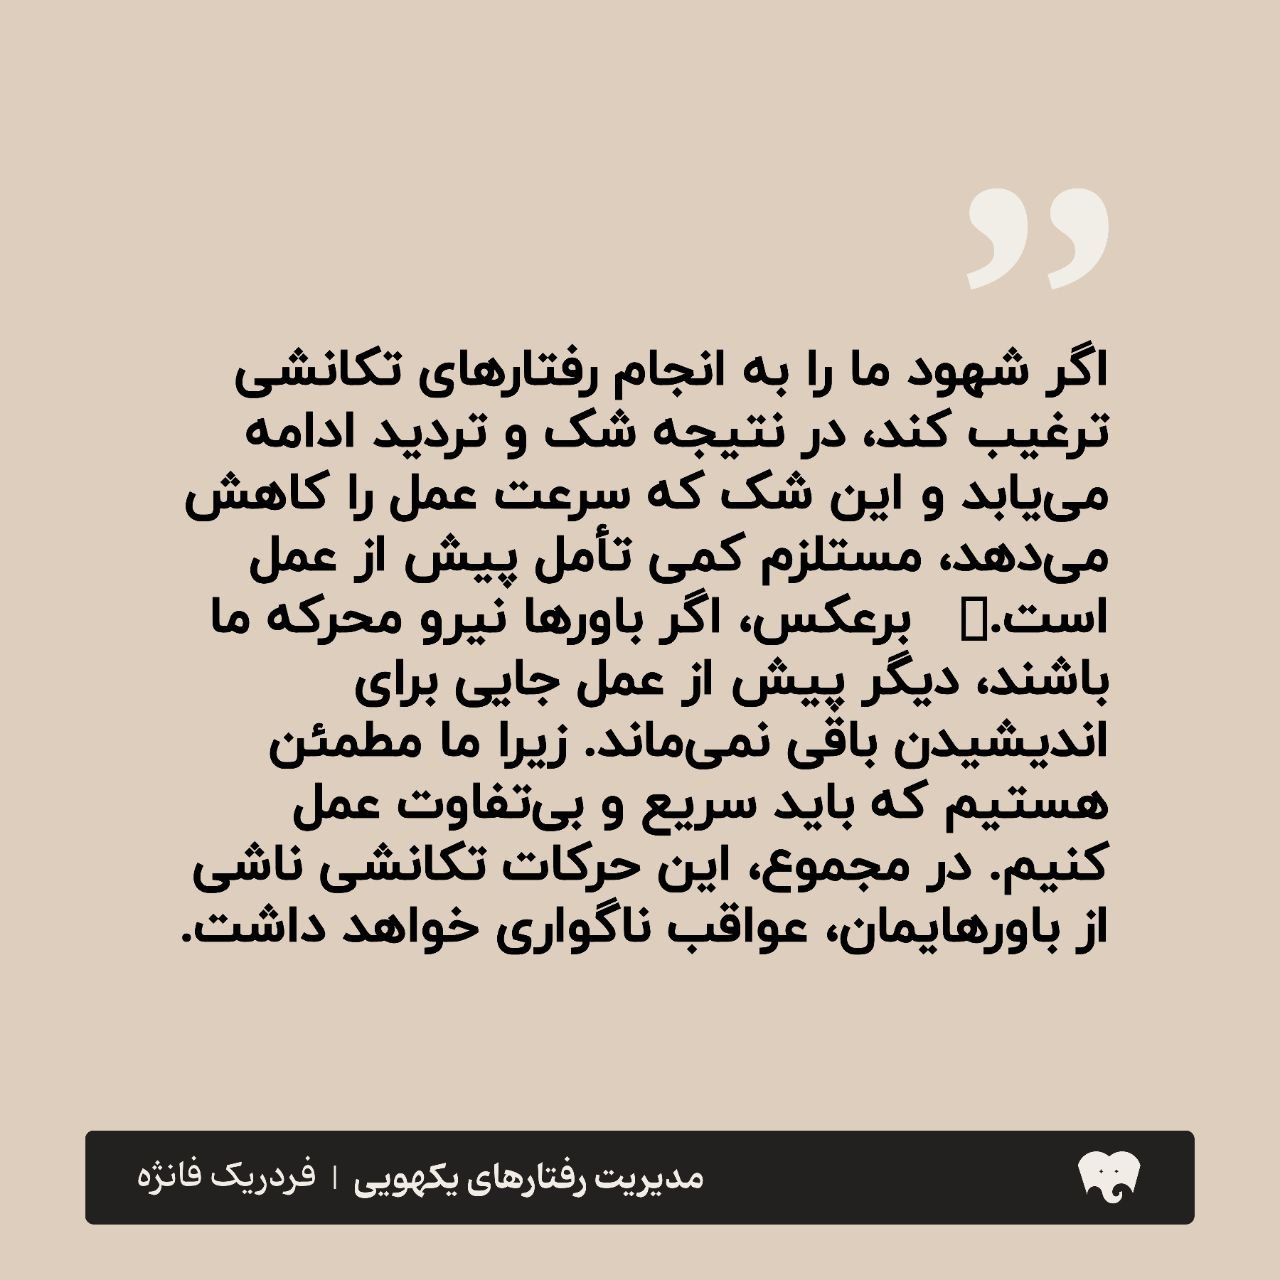 ”
اگر شهود ما را به انجام رفتارهای تکانشی
ترغیب کند، در نتیجه شک و تردید ادامه
می‌یابد و این شک که سرعت عمل را کاهش
می‌دهد، مستلزم کمی تأمل پیش از عمل
است.▯ برعکس، اگر باورها نیرو محرکه ما
باشند، دیگر پیش از عمل جایی برای
اندیشیدن باقی نمی‌ماند. زیرا ما مطمئن
هستیم که باید سریع و بی‌تفاوت عمل
کنیم. در مجموع، این حرکات تکانشی ناشی
از باورهایمان، عواقب ناگواری خواهد داشت.
مدیریت رفتارهای یکهویی | فردریک فانژه